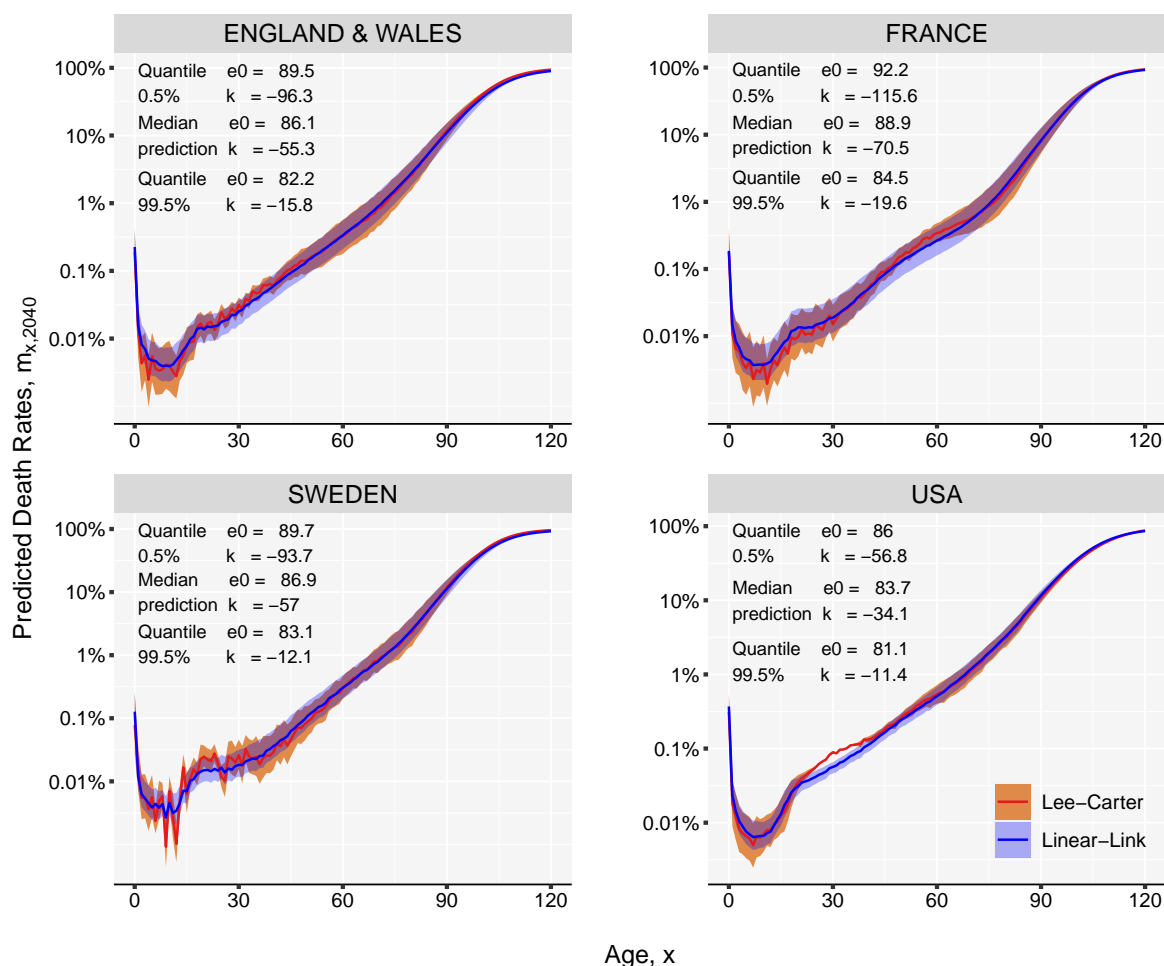 ENGLAND & WALES
Quantile e0 = 89.5
0.5% k = −96.3
Median e0 = 86.1
prediction k = −55.3
Quantile e0 = 82.2
99.5% k = −15.8
100%
10%
1%
0.1%
0.01%
0 30 60 90 120
FRANCE
Quantile e0 = 92.2
0.5% k = −115.6
Median e0 = 88.9
prediction k = −70.5
Quantile e0 = 84.5
99.5% k = −19.6
100%
10%
1%
0.1%
0.01%
0 30 60 90 120
SWEDEN
Quantile e0 = 89.7
0.5% k = −93.7
Median e0 = 86.9
prediction k = −57
Quantile e0 = 83.1
99.5% k = −12.1
100%
10%
1%
0.1%
0.01%
0 30 60 90 120
USA
Quantile e0 = 86
0.5% k = −56.8
Median e0 = 83.7
prediction k = −34.1
Quantile e0 = 81.1
99.5% k = −11.4
100%
10%
1%
0.1%
0.01%
0 30 60 90 120
Lee−Carter
Linear−Link
Predicted Death Rates, mx,2040
Age, x